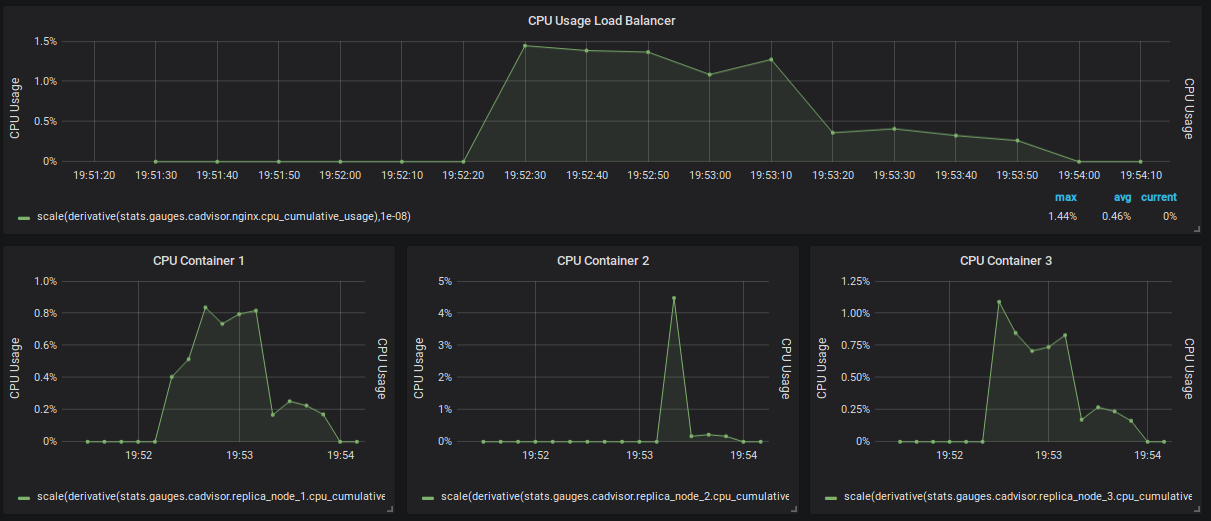 CPU Usage Load Balancer
1.5%
1.0%
0.5%
0%
CPU Usage
CPU Usage
19:51:20 19:51:30 19:51:40 19:51:50 19:52:00 19:52:10 19:52:20 19:52:30 19:52:40 19:52:50 19:53:00 19:53:10 19:53:20 19:53:30 19:53:40 19:53:50 19:54:00 19:54:10
max avg current
scale(derivative(stats.gauges.cadvisor.nginx.cpu_cumulative_usage),1e-08) 1.44% 0.46% 0%
CPU Container 1
1.0%
0.8%
0.6%
0.4%
0.2%
0%
CPU Usage
CPU Usage
19:52 19:53 19:54
scale(derivative(stats.gauges.cadvisor.replica_node_1.cpu_cumulative
CPU Container 2
5%
4%
3%
2%
1%
0%
CPU Usage
CPU Usage
19:52 19:53 19:54
scale(derivative(stats.gauges.cadvisor.replica_node_2.cpu_cumulative
CPU Container 3
1.25%
1.00%
0.75%
0.50%
0.25%
0%
CPU Usage
CPU Usage
19:52 19:53 19:54
scale(derivative(stats.gauges.cadvisor.replica_node_3.cpu_cumulative